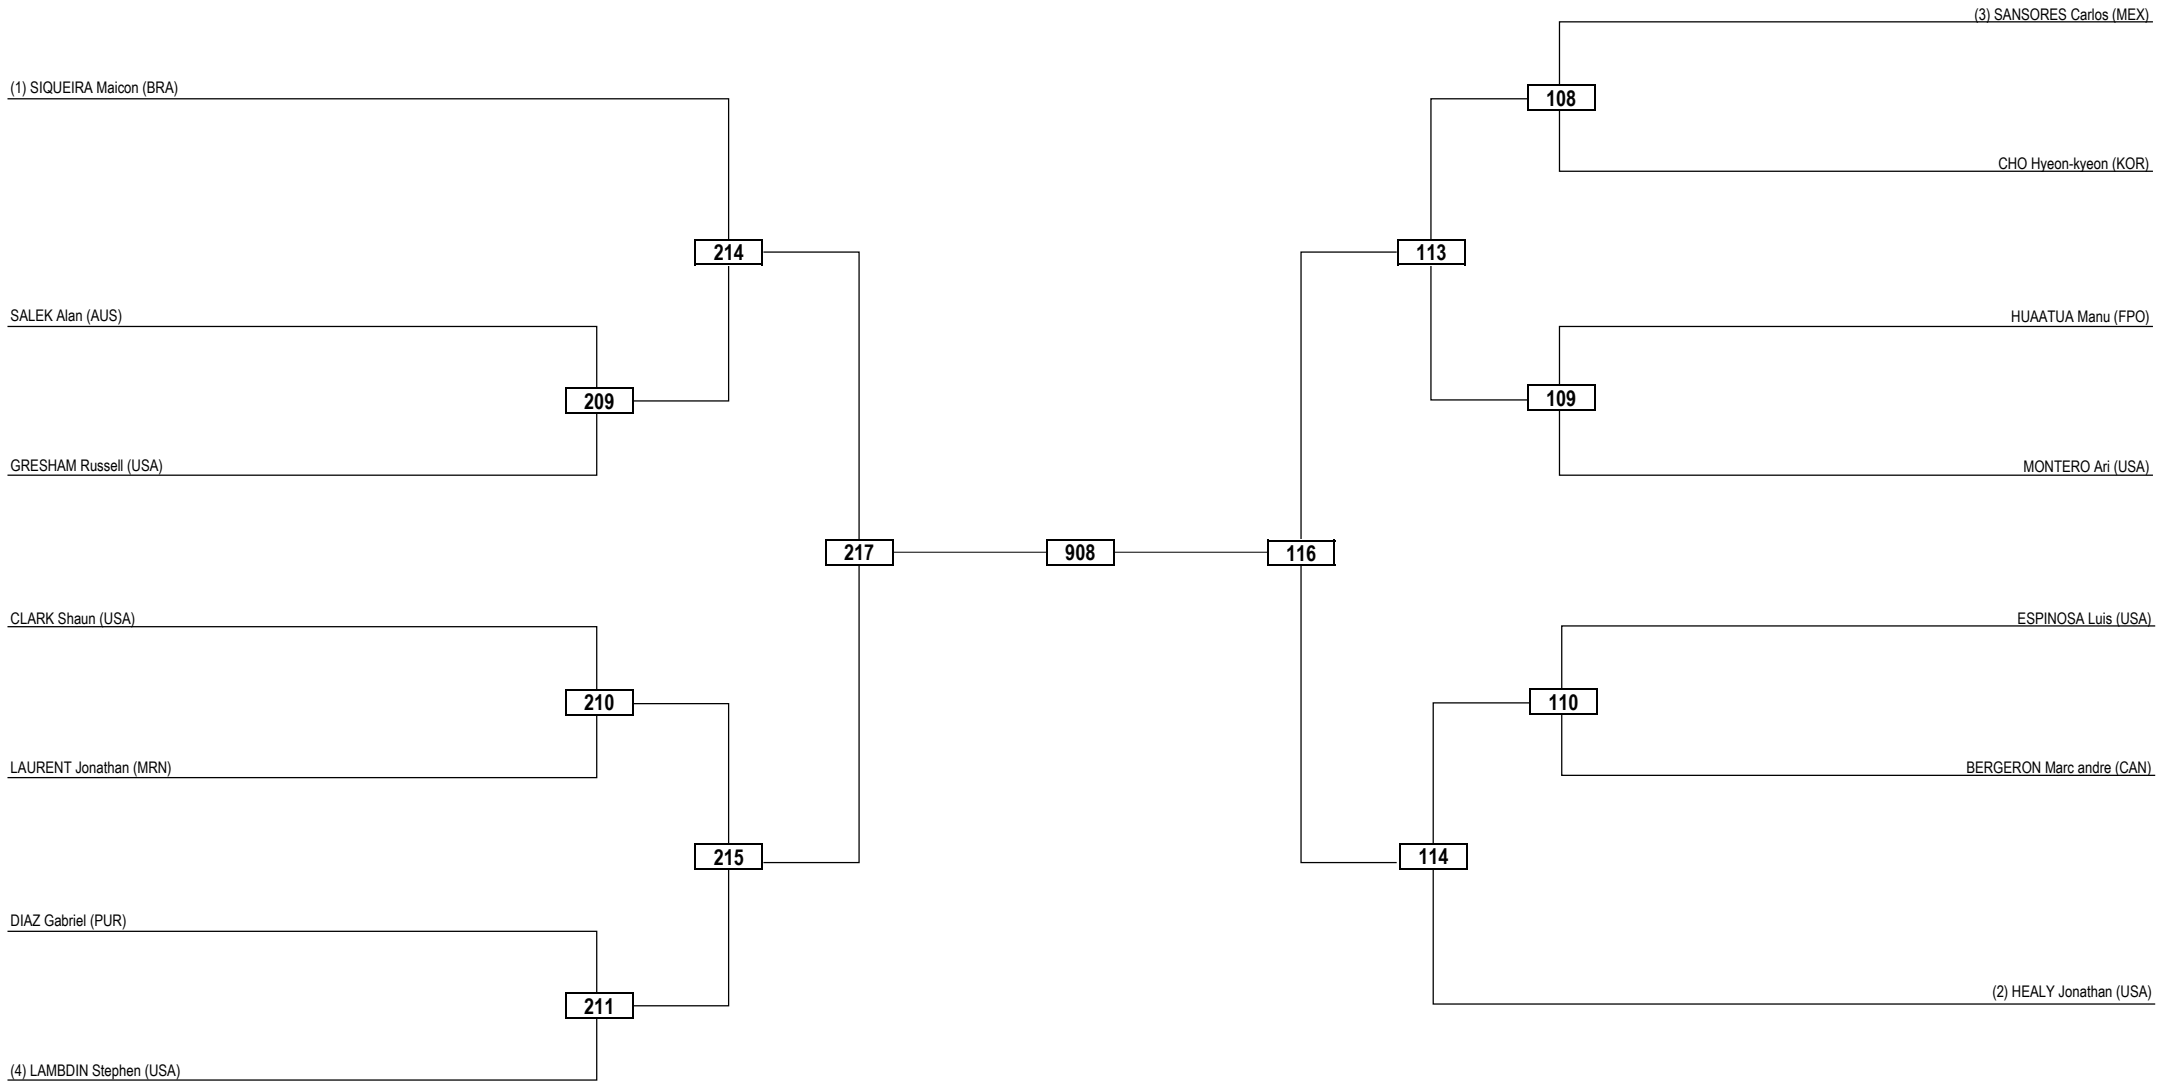 (3) SANSORES Carlos (MEX)
(1) SIQUEIRA Maicon (BRA)
108
CHO Hyeon-kyeon (KOR)
214
113
SALEK Alan (AUS)
HUAATUA Manu (FPO)
209
109
GRESHAM Russell (USA)
MONTERO Ari (USA)
217
908
116
CLARK Shaun (USA)
ESPINOSA Luis (USA)
210
110
LAURENT Jonathan (MRN)
BERGERON Marc andre (CAN)
215
114
DIAZ Gabriel (PUR)
(2) HEALY Jonathan (USA)
211
(4) LAMBDIN Stephen (USA)